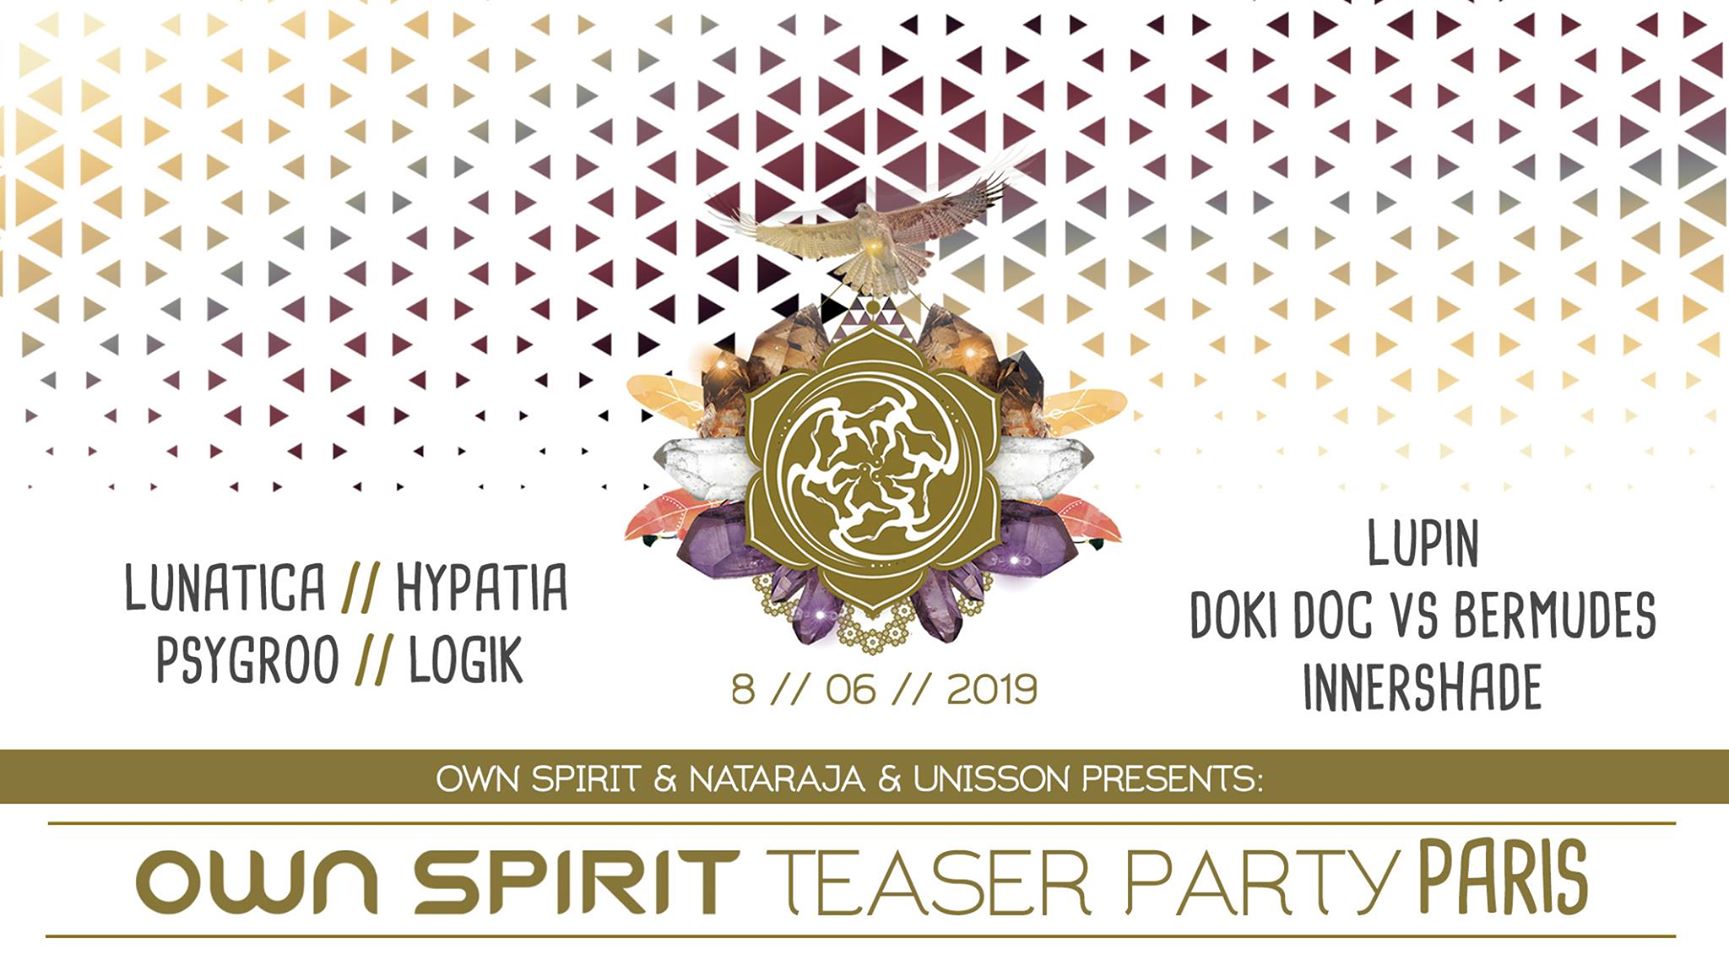 LUNATICA // HYPATIA
PSYGROO // LOGIK
LUPIN
DOKI DOC VS BERMUDES
INNERSHADE
8 // 06 // 2019
OWN SPIRIT & NATARAJA & UNISSON PRESENTS:
OWN SPIRIT TEASER PARTY PARIS